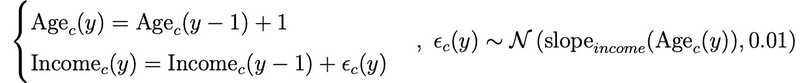 Age_c(y) = Age_c(y − 1) + 1
Income_c(y) = Income_c(y − 1) + ϵ_c(y) , ϵ_c(y) ∼ 𝒩 (slope_income(Age_c(y)), 0.01)